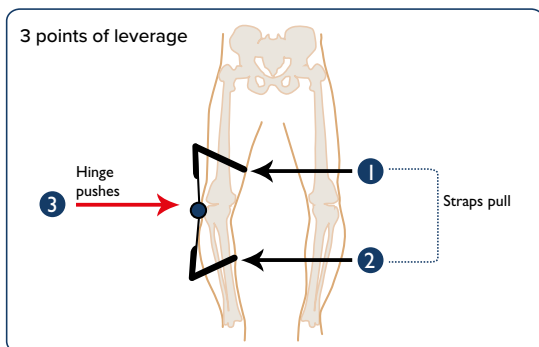 3 points of leverage
Hinge
pushes
3
1
Straps pull
2